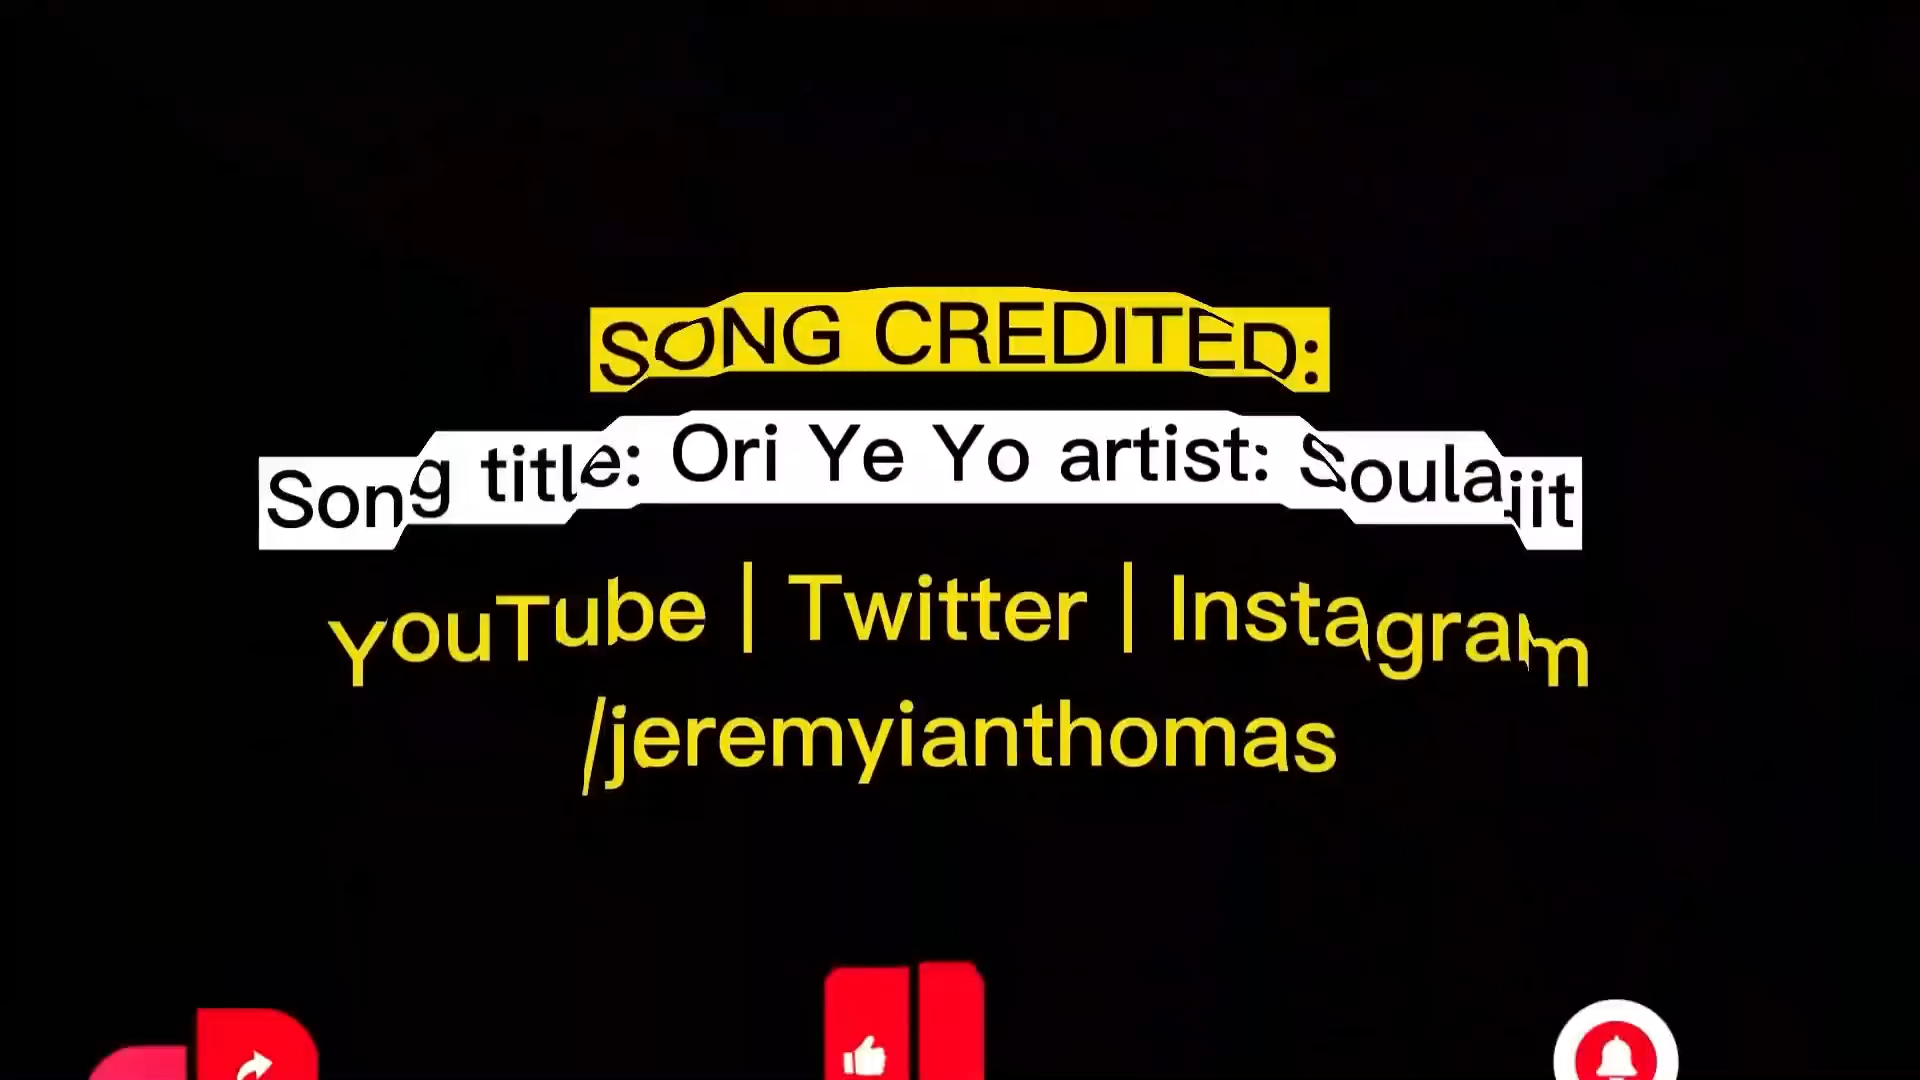 SONG CREDITED:
Song title: Ori Ye Yo artist: Soulajit
YouTube | Twitter | Instagram
/jeremyianthomas